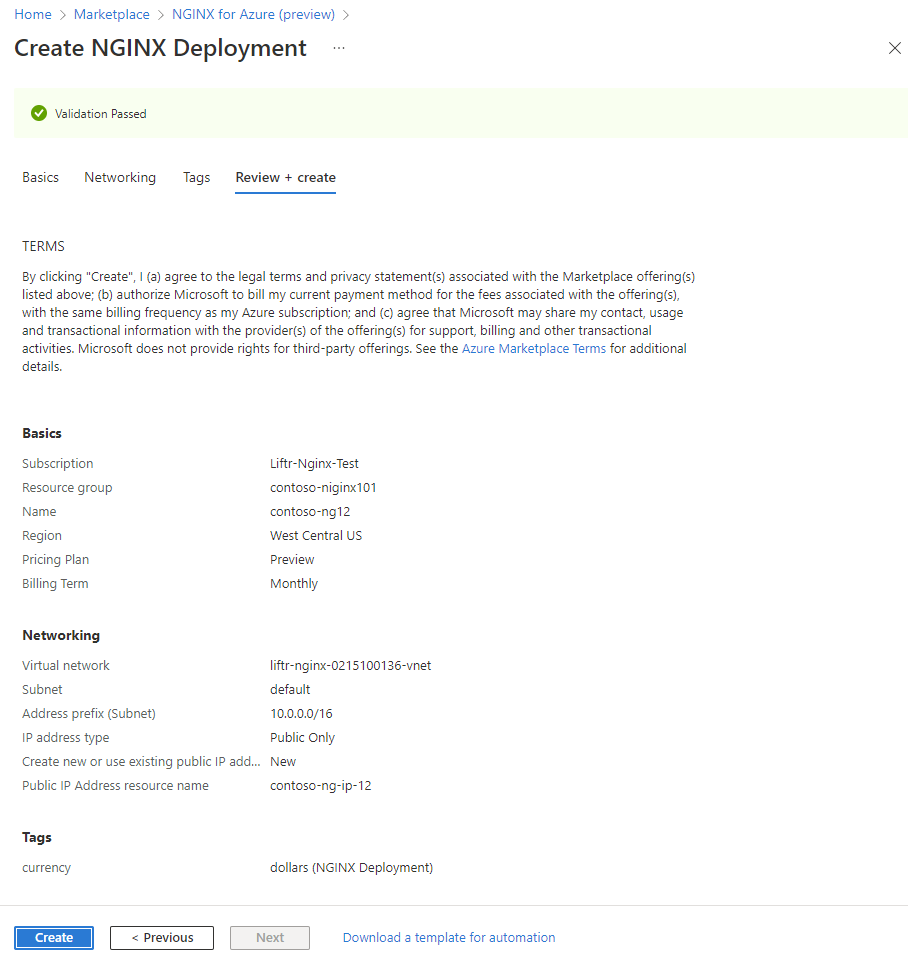 Home > Marketplace > NGINX for Azure (preview) >
Create NGINX Deployment ...
Validation Passed
Basics Networking Tags Review + create
TERMS
By clicking "Create", I (a) agree to the legal terms and privacy statement(s) associated with the Marketplace offering(s)
listed above; (b) authorize Microsoft to bill my current payment method for the fees associated with the offering(s),
with the same billing frequency as my Azure subscription; and (c) agree that Microsoft may share my contact, usage
and transactional information with the provider(s) of the offering(s) for support, billing and other transactional
activities. Microsoft does not provide rights for third-party offerings. See the Azure Marketplace Terms for additional
details.
Basics
Subscription Liftr-Nginx-Test
Resource group contoso-niginx101
Name contoso-ng12
Region West Central US
Pricing Plan Preview
Billing Term Monthly
Networking
Virtual network liftr-nginx-0215100136-vnet
Subnet default
Address prefix (Subnet) 10.0.0.0/16
IP address type Public Only
Create new or use existing public IP add... New
Public IP Address resource name contoso-ng-ip-12
Tags
currency dollars (NGINX Deployment)
Create < Previous Next Download a template for automation